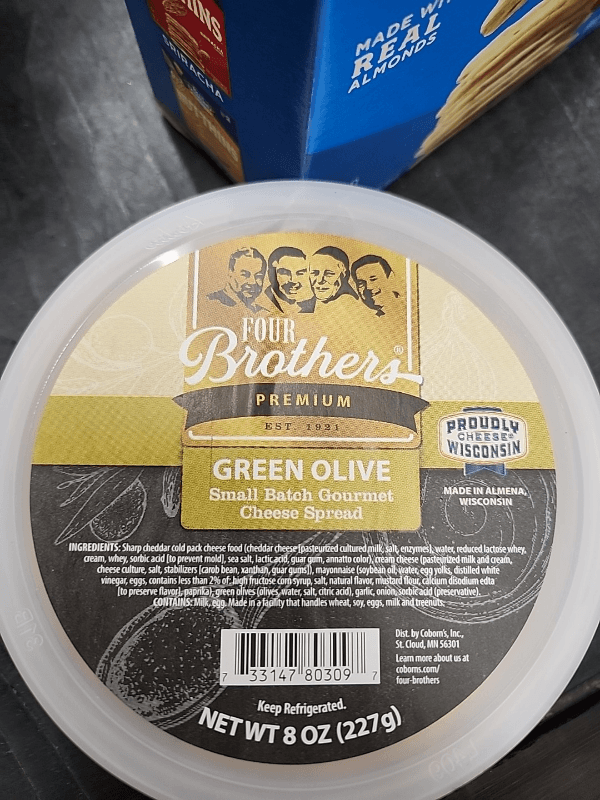 SRIRACHA
MADE WI
REAL
ALMONDS
FOUR
Brothers®
PREMIUM
EST. 1921
GREEN OLIVE
Small Batch Gourmet
Cheese Spread
PROUDLY
WISCONSIN
CHEESE®
MADE IN ALMENA,
WISCONSIN
INGREDIENTS: Sharp cheddar cold pack cheese food (cheddar cheese [pasteurized cultured milk, salt, enzymes], water, reduced lactose whey,
cream, whey, sorbic acid [to prevent mold], sea salt, lactic acid, guar gum, annatto color), cream cheese (pasteurized milk and cream,
cheese culture, salt, stabilizers [carob bean, xanthan, guar gums]), mayonnaise (soybean oil, water, egg yolks, distilled white
vinegar, eggs, contains less than 2% of: high fructose corn syrup, salt, natural flavor, mustard flour, calcium disodium edta
[to preserve flavor], paprika), green olives (olives, water, salt, citric acid), garlic, onion, sorbic acid (preservative).
CONTAINS: Milk, egg. Made in a facility that handles wheat, soy, eggs, milk and treenuts.
7 33147 80309 7
Dist. by Coborn's, Inc.,
St. Cloud, MN 56301
Learn more about us at
coborns.com/
four-brothers
Keep Refrigerated.
NET WT 8 OZ (227g)